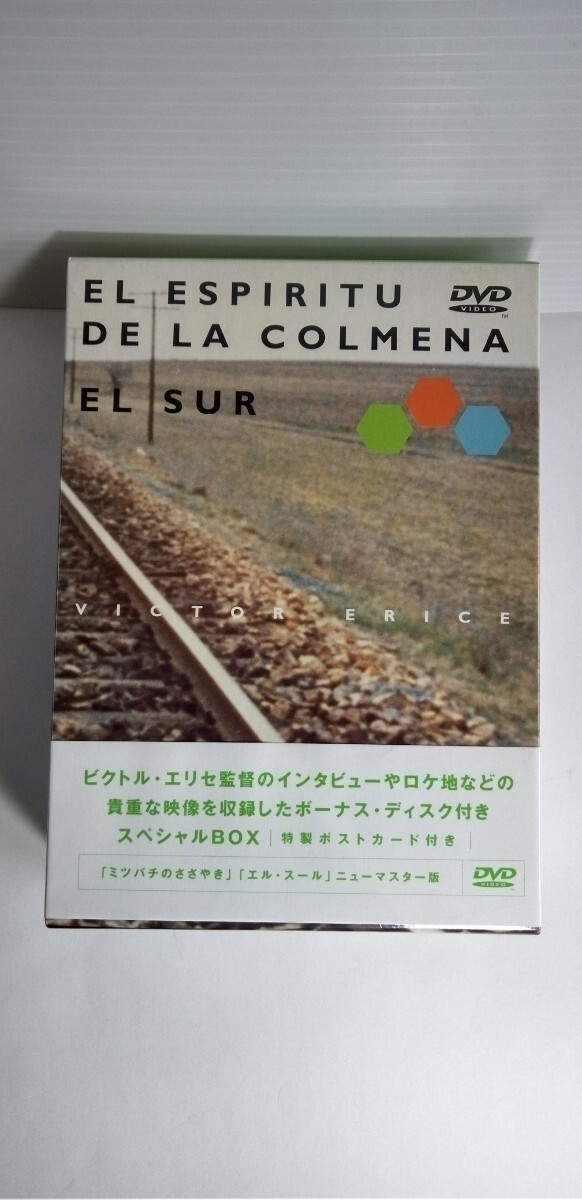 EL ESPIRITU
DVD
VIDEO
TM
DE LA COLMENA
EL SUR
VICTOR ERICE
ビクトル・エリセ監督のインタビューやロケ地などの
貴重な映像を収録したボーナス・ディスク付き
スペシャルBOX｜特製ポストカード付き｜
「ミツバチのささやき」「エル・スール」ニューマスター版
DVD
VIDEO